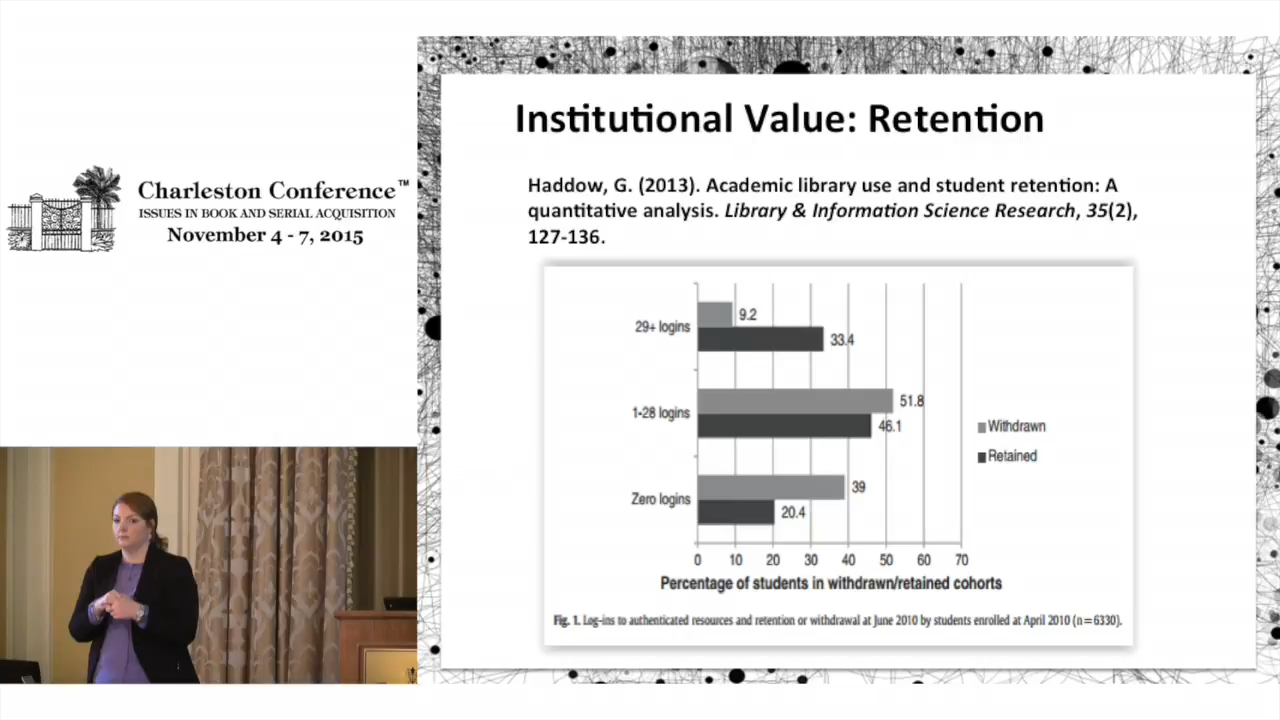 Charleston Conference™
ISSUES IN BOOK AND SERIAL ACQUISITION
November 4 - 7, 2015
Institutional Value: Retention
Haddow, G. (2013). Academic library use and student retention: A
quantitative analysis. Library & Information Science Research, 35(2),
127-136.
29+ logins
9.2
33.4
1-28 logins
51.8
46.1
Zero logins
39
20.4
Withdrawn
Retained
0 10 20 30 40 50 60 70
Percentage of students in withdrawn/retained cohorts
Fig. 1. Log-ins to authenticated resources and retention or withdrawal at June 2010 by students enrolled at April 2010 (n=6330).